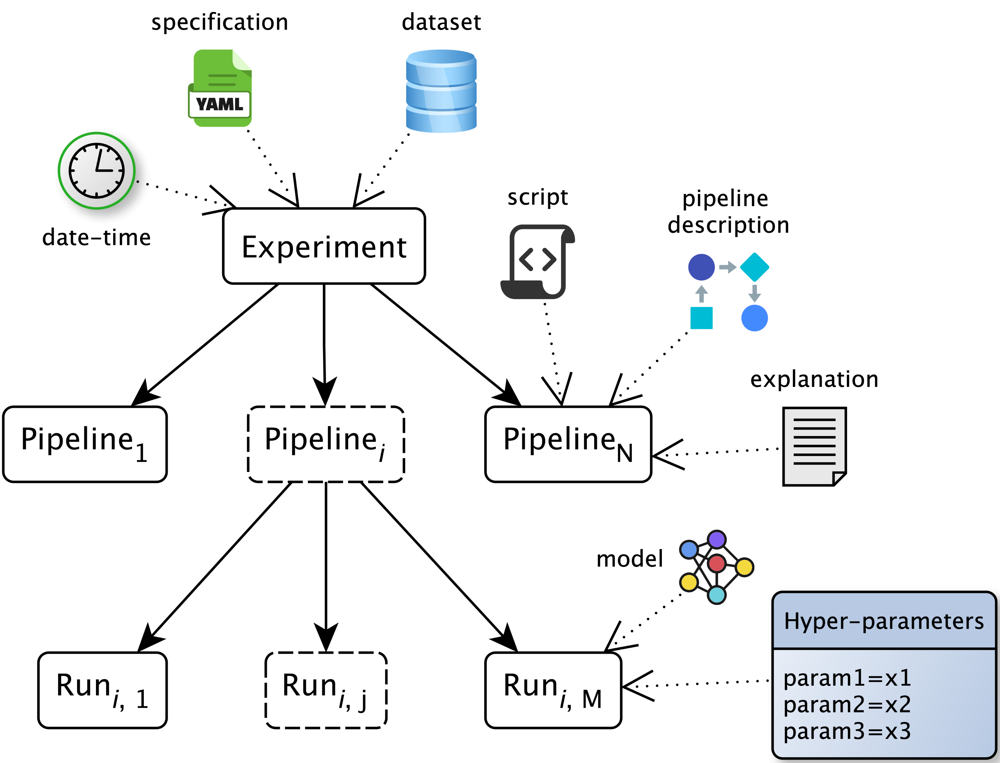 specification
dataset
YAML
date-time
Experiment
script
pipeline
description
Pipeline1
Pipelinei
PipelineN
explanation
model
Hyper-parameters
param1=x1
param2=x2
param3=x3
Runi, 1
Runi, j
Runi, M